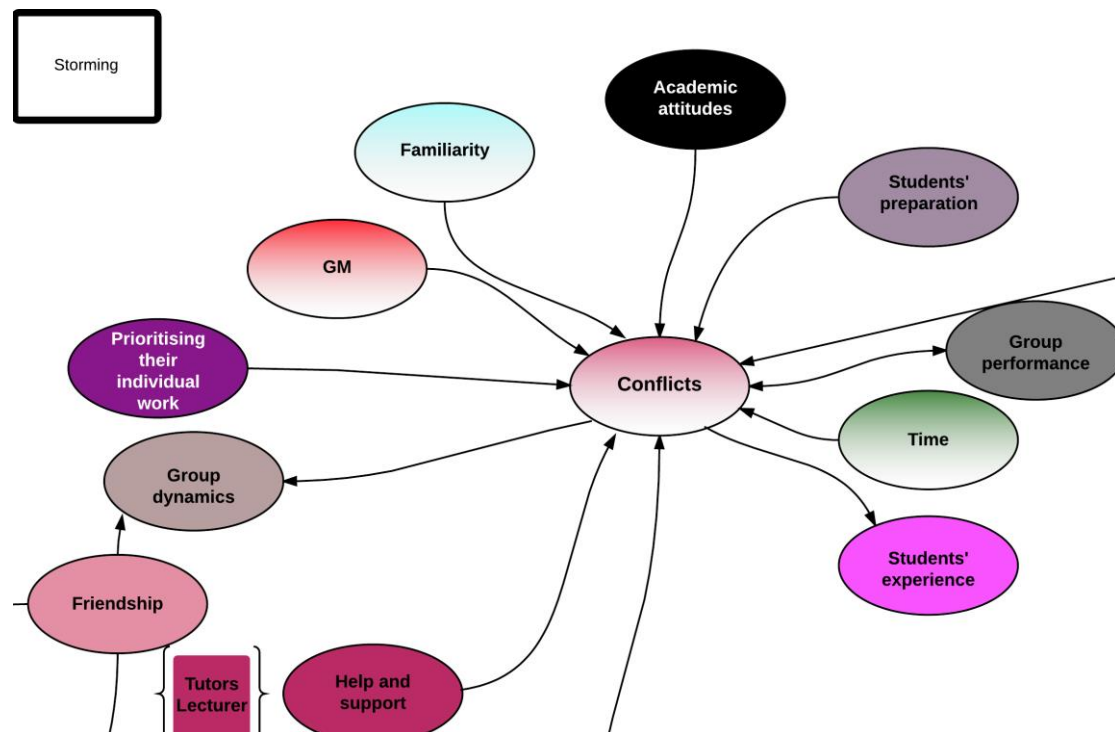 Storming
Academic
attitudes
Familiarity
Students'
preparation
GM
Prioritising
their
individual
work
Conflicts
Group
performance
Time
Group
dynamics
Students'
experience
Friendship
Tutors
Lecturer
Help and
support